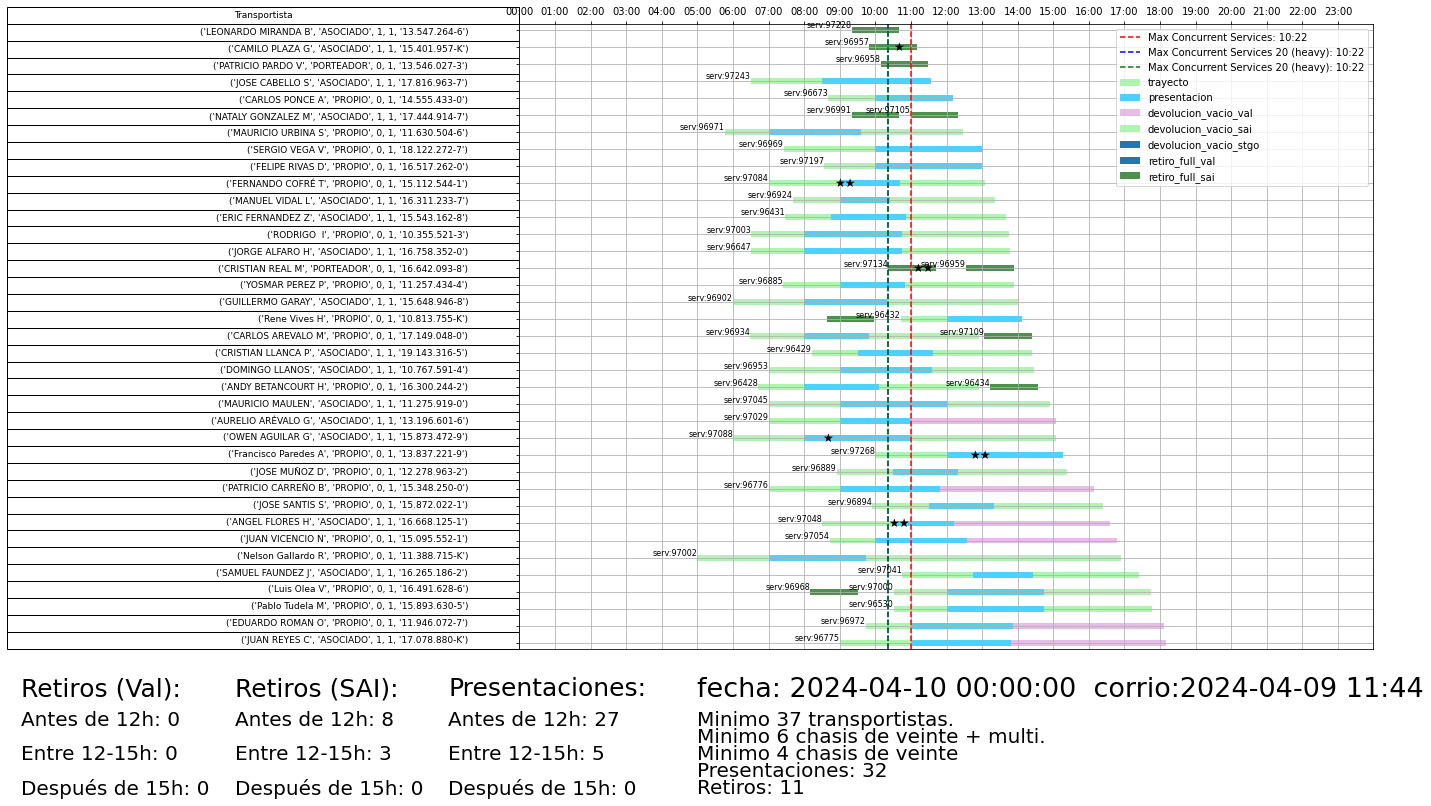 Transportista
00:00 01:00 02:00 03:00 04:00 05:00 06:00 07:00 08:00 09:00 10:00 11:00 12:00 13:00 14:00 15:00 16:00 17:00 18:00 19:00 20:00 21:00 22:00 23:00
('LEONARDO MIRANDA B', 'ASOCIADO', 1, 1, '13.547.264-6') serv:97228
('CAMILO PLAZA G', 'ASOCIADO', 1, 1, '15.401.957-K') serv:96957
('PATRICIO PARDO V', 'PORTEADOR', 0, 1, '13.546.027-3') serv:96958
('JOSE CABELLO S', 'ASOCIADO', 1, 1, '17.816.963-7') serv:97243
('CARLOS PONCE A', 'PROPIO', 0, 1, '14.555.433-0') serv:96673
('NATALY GONZALEZ M', 'ASOCIADO', 1, 1, '17.444.914-7') serv:96991 serv:97105
('MAURICIO URBINA S', 'PROPIO', 0, 1, '11.630.504-6') serv:96971
('SERGIO VEGA V', 'PROPIO', 0, 1, '18.122.272-7') serv:96969
('FELIPE RIVAS D', 'PROPIO', 0, 1, '16.517.262-0') serv:97197
('FERNANDO COFRÉ T', 'PROPIO', 0, 1, '15.112.544-1') serv:97084
('MANUEL VIDAL L', 'ASOCIADO', 1, 1, '16.311.233-7') serv:96924
('ERIC FERNANDEZ Z', 'ASOCIADO', 1, 1, '15.543.162-8') serv:96431
('RODRIGO  I', 'PROPIO', 0, 1, '10.355.521-3') serv:97003
('JORGE ALFARO H', 'ASOCIADO', 1, 1, '16.758.352-0') serv:96647
('CRISTIAN REAL M', 'PORTEADOR', 0, 1, '16.642.093-8') serv:97134 serv:96959
('YOSMAR PEREZ P', 'PROPIO', 0, 1, '11.257.434-4') serv:96885
('GUILLERMO GARAY', 'ASOCIADO', 1, 1, '15.648.946-8') serv:96902
('Rene Vives H', 'PROPIO', 0, 1, '10.813.755-K') serv:96432
('CARLOS AREVALO M', 'PROPIO', 0, 1, '17.149.048-0') serv:96934 serv:97109
('CRISTIAN LLANCA P', 'ASOCIADO', 1, 1, '19.143.316-5') serv:96429
('DOMINGO LLANOS', 'ASOCIADO', 1, 1, '10.767.591-4') serv:96953
('ANDY BETANCOURT H', 'PROPIO', 0, 1, '16.300.244-2') serv:96428 serv:96434
('MAURICIO MAULEN', 'ASOCIADO', 1, 1, '11.275.919-0') serv:97045
('AURELIO ARÉVALO G', 'ASOCIADO', 1, 1, '13.196.601-6') serv:97029
('OWEN AGUILAR G', 'ASOCIADO', 1, 1, '15.873.472-9') serv:97088
('Francisco Paredes A', 'PROPIO', 0, 1, '13.837.221-9') serv:97268
('JOSE MUÑOZ D', 'PROPIO', 0, 1, '12.278.963-2') serv:96889
('PATRICIO CARREÑO B', 'PROPIO', 0, 1, '15.348.250-0') serv:96776
('JOSE SANTIS S', 'PROPIO', 0, 1, '15.872.022-1') serv:96894
('ANGEL FLORES H', 'ASOCIADO', 1, 1, '16.668.125-1') serv:97048
('JUAN VICENCIO N', 'PROPIO', 0, 1, '15.095.552-1') serv:97054
('Nelson Gallardo R', 'PROPIO', 0, 1, '11.388.715-K') serv:97002
('SAMUEL FAUNDEZ J', 'ASOCIADO', 1, 1, '16.265.186-2') serv:97041
('Luis Olea V', 'PROPIO', 0, 1, '16.491.628-6') serv:96968 serv:97000
('Pablo Tudela M', 'PROPIO', 0, 1, '15.893.630-5') serv:96530
('EDUARDO ROMAN O', 'PROPIO', 0, 1, '11.946.072-7') serv:96972
('JUAN REYES C', 'ASOCIADO', 1, 1, '17.078.880-K') serv:96775
Max Concurrent Services: 10:22
Max Concurrent Services 20 (heavy): 10:22
Max Concurrent Services 20 (heavy): 10:22
trayecto
presentacion
devolucion_vacio_val
devolucion_vacio_sai
devolucion_vacio_stgo
retiro_full_val
retiro_full_sai
Retiros (Val):
Antes de 12h: 0
Entre 12-15h: 0
Después de 15h: 0
Retiros (SAI):
Antes de 12h: 8
Entre 12-15h: 3
Después de 15h: 0
Presentaciones:
Antes de 12h: 27
Entre 12-15h: 5
Después de 15h: 0
fecha: 2024-04-10 00:00:00  corrio:2024-04-09 11:44
Minimo 37 transportistas.
Minimo 6 chasis de veinte + multi.
Minimo 4 chasis de veinte
Presentaciones: 32
Retiros: 11